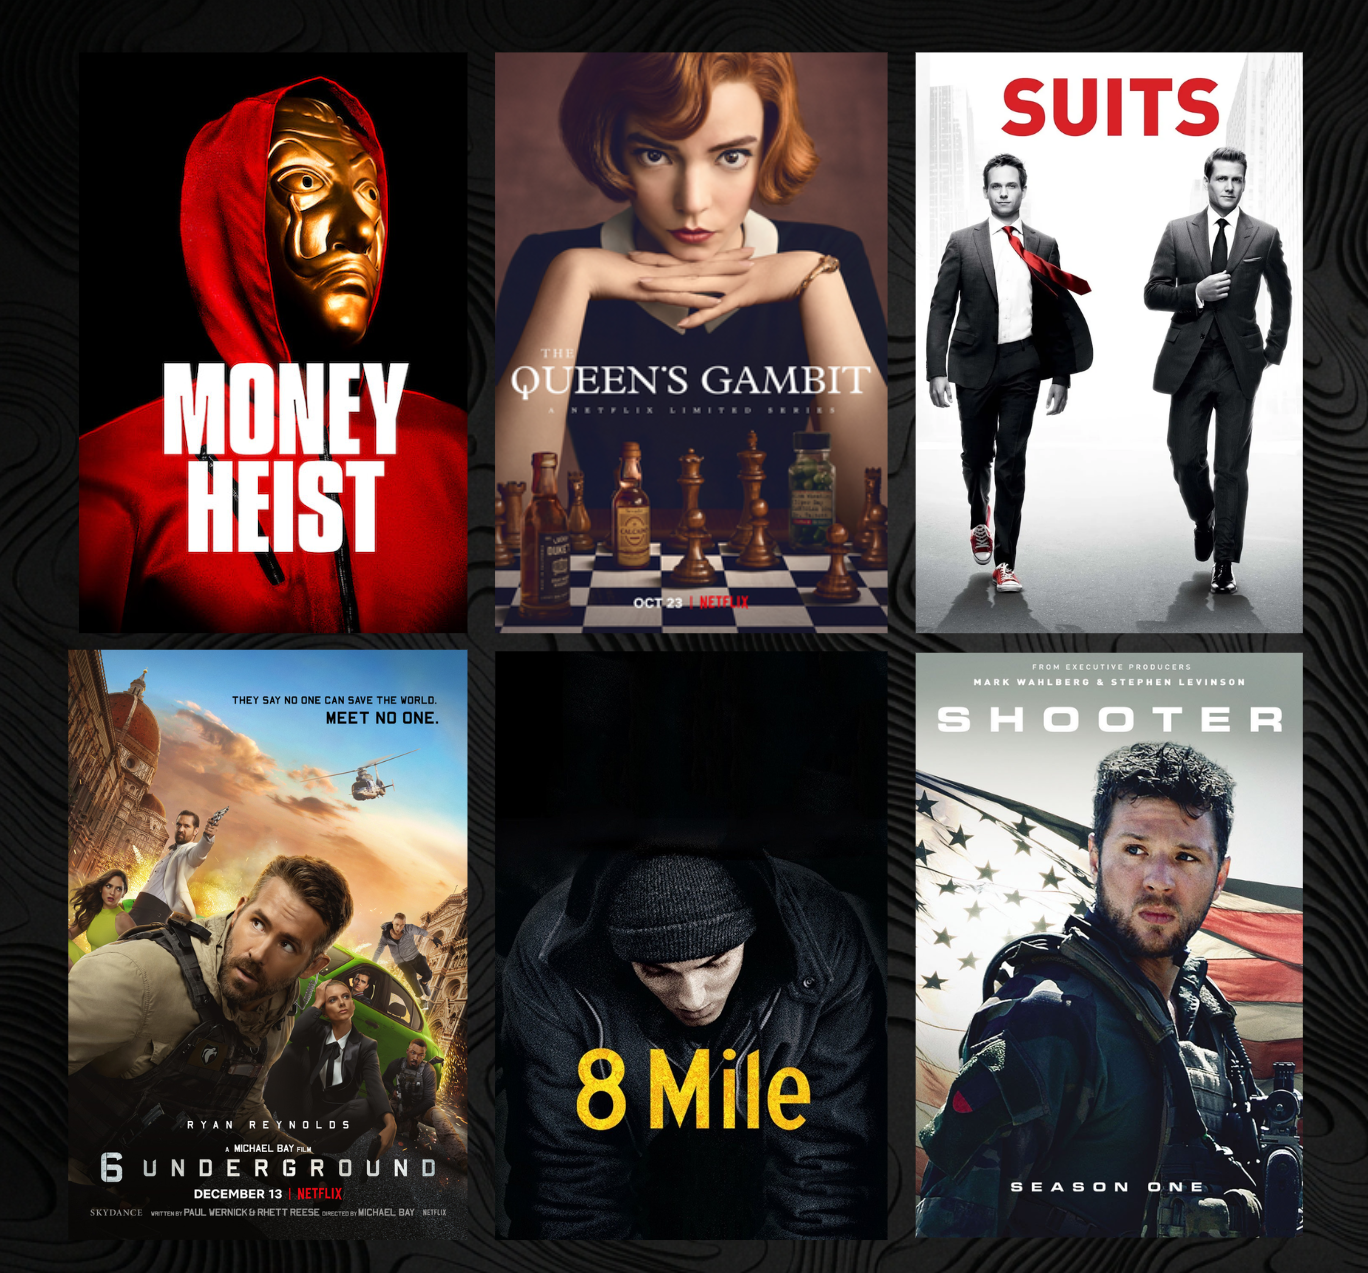 MONEY
HEIST
THE
QUEEN'S GAMBIT
A NETFLIX LIMITED SERIES
OCT 23 | NETFLIX
SUITS
THEY SAY NO ONE CAN SAVE THE WORLD.
MEET NO ONE.
RYAN REYNOLDS
A MICHAEL BAY FILM
6 UNDERGROUND
DECEMBER 13 | NETFLIX
SKYDANCE WRITTEN BY PAUL WERNICK & RHETT REESE DIRECTED BY MICHAEL BAY NETFLIX
8 Mile
FROM EXECUTIVE PRODUCERS
MARK WAHLBERG & STEPHEN LEVINSON
SHOOTER
SEASON ONE